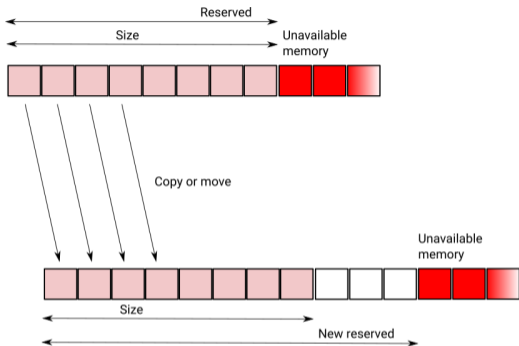 Reserved
Size
Unavailable
memory
Copy or move
Unavailable
memory
Size
New reserved